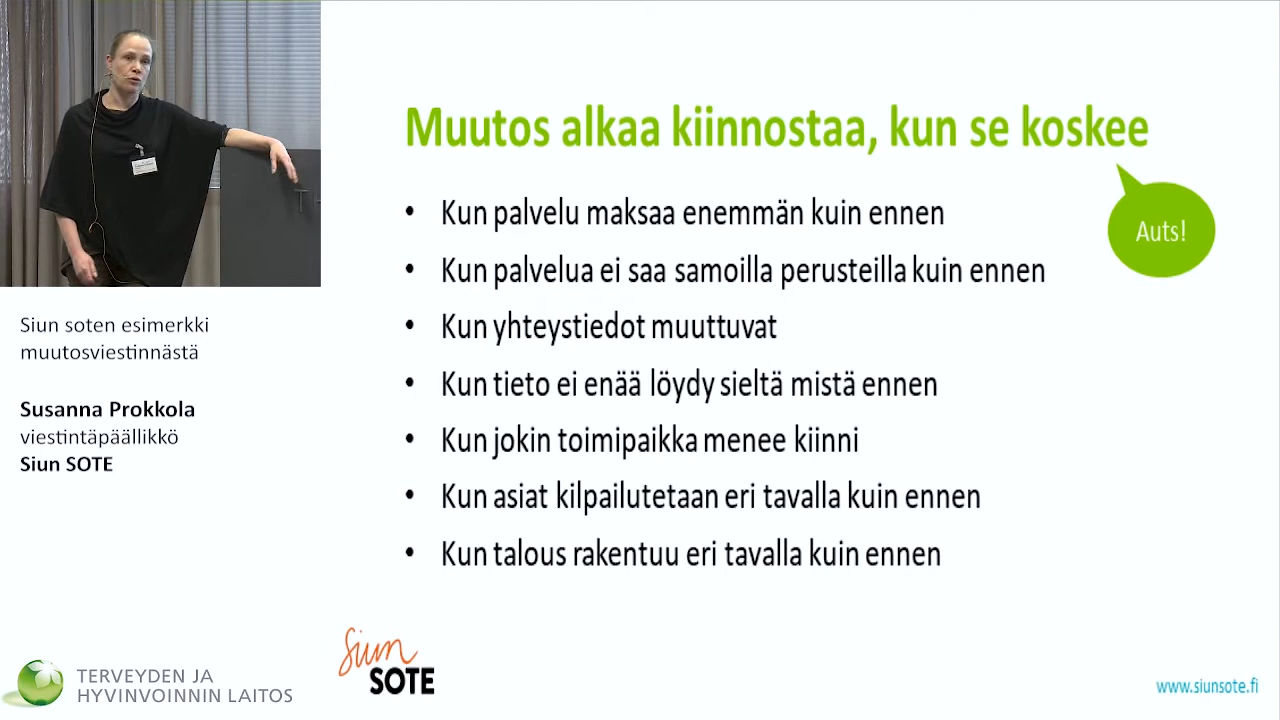 Muutos alkaa kiinnostaa, kun se koskee
Auts!
• Kun palvelu maksaa enemmän kuin ennen
• Kun palvelua ei saa samoilla perusteilla kuin ennen
• Kun yhteystiedot muuttuvat
• Kun tieto ei enää löydy sieltä mistä ennen
• Kun jokin toimipaikka menee kiinni
• Kun asiat kilpailutetaan eri tavalla kuin ennen
• Kun talous rakentuu eri tavalla kuin ennen
Siun soten esimerkki
muutosviestinnästä
Susanna Prokkola
viestintäpäällikkö
Siun SOTE
TERVEYDEN JA
HYVINVOINNIN LAITOS
Siun
SOTE
www.siunsote.fi